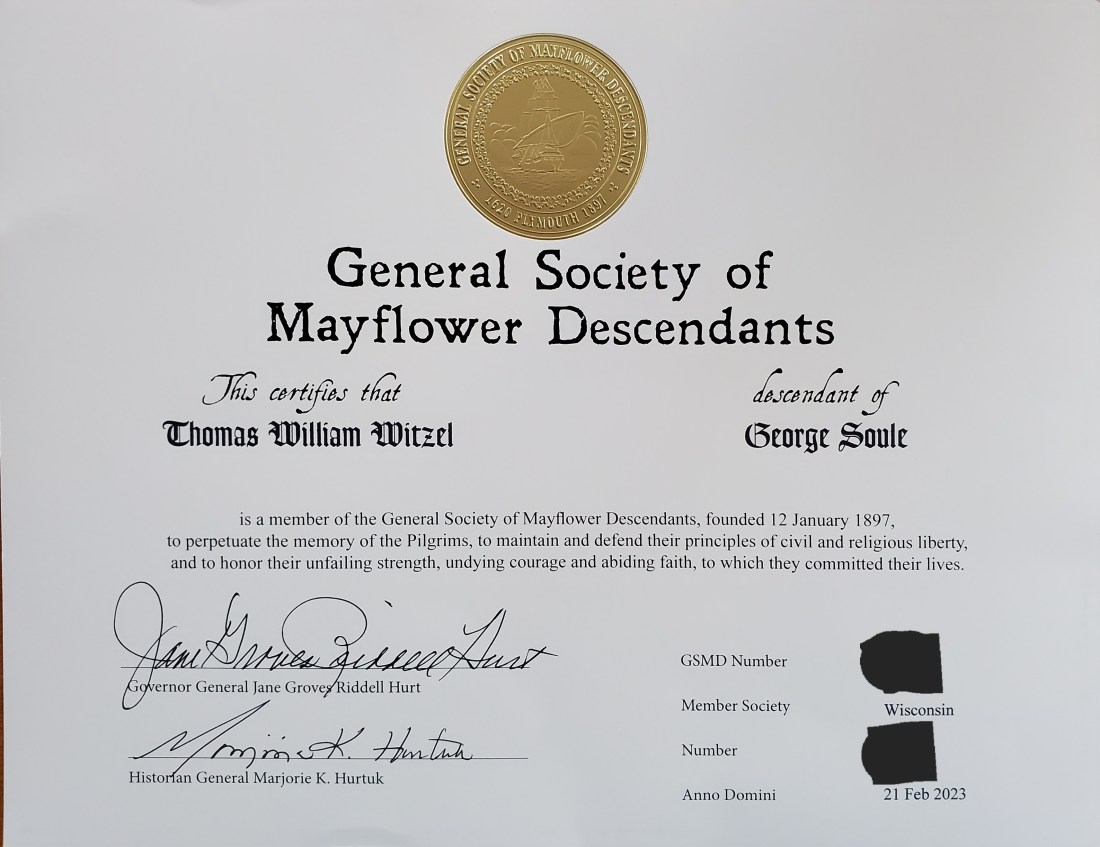 GENERAL SOCIETY OF MAYFLOWER DESCENDANTS
1620 PLYMOUTH 1897
General Society of
Mayflower Descendants
This certifies that
Thomas William Witzel
descendant of
George Soule
is a member of the General Society of Mayflower Descendants, founded 12 January 1897,
to perpetuate the memory of the Pilgrims, to maintain and defend their principles of civil and religious liberty,
and to honor their unfailing strength, undying courage and abiding faith, to which they committed their lives.
Jane Groves Riddell Hurt
Governor General Jane Groves Riddell Hurt
Marjorie K. Hurtuk
Historian General Marjorie K. Hurtuk
GSMD Number
Member Society Wisconsin
Number
Anno Domini 21 Feb 2023